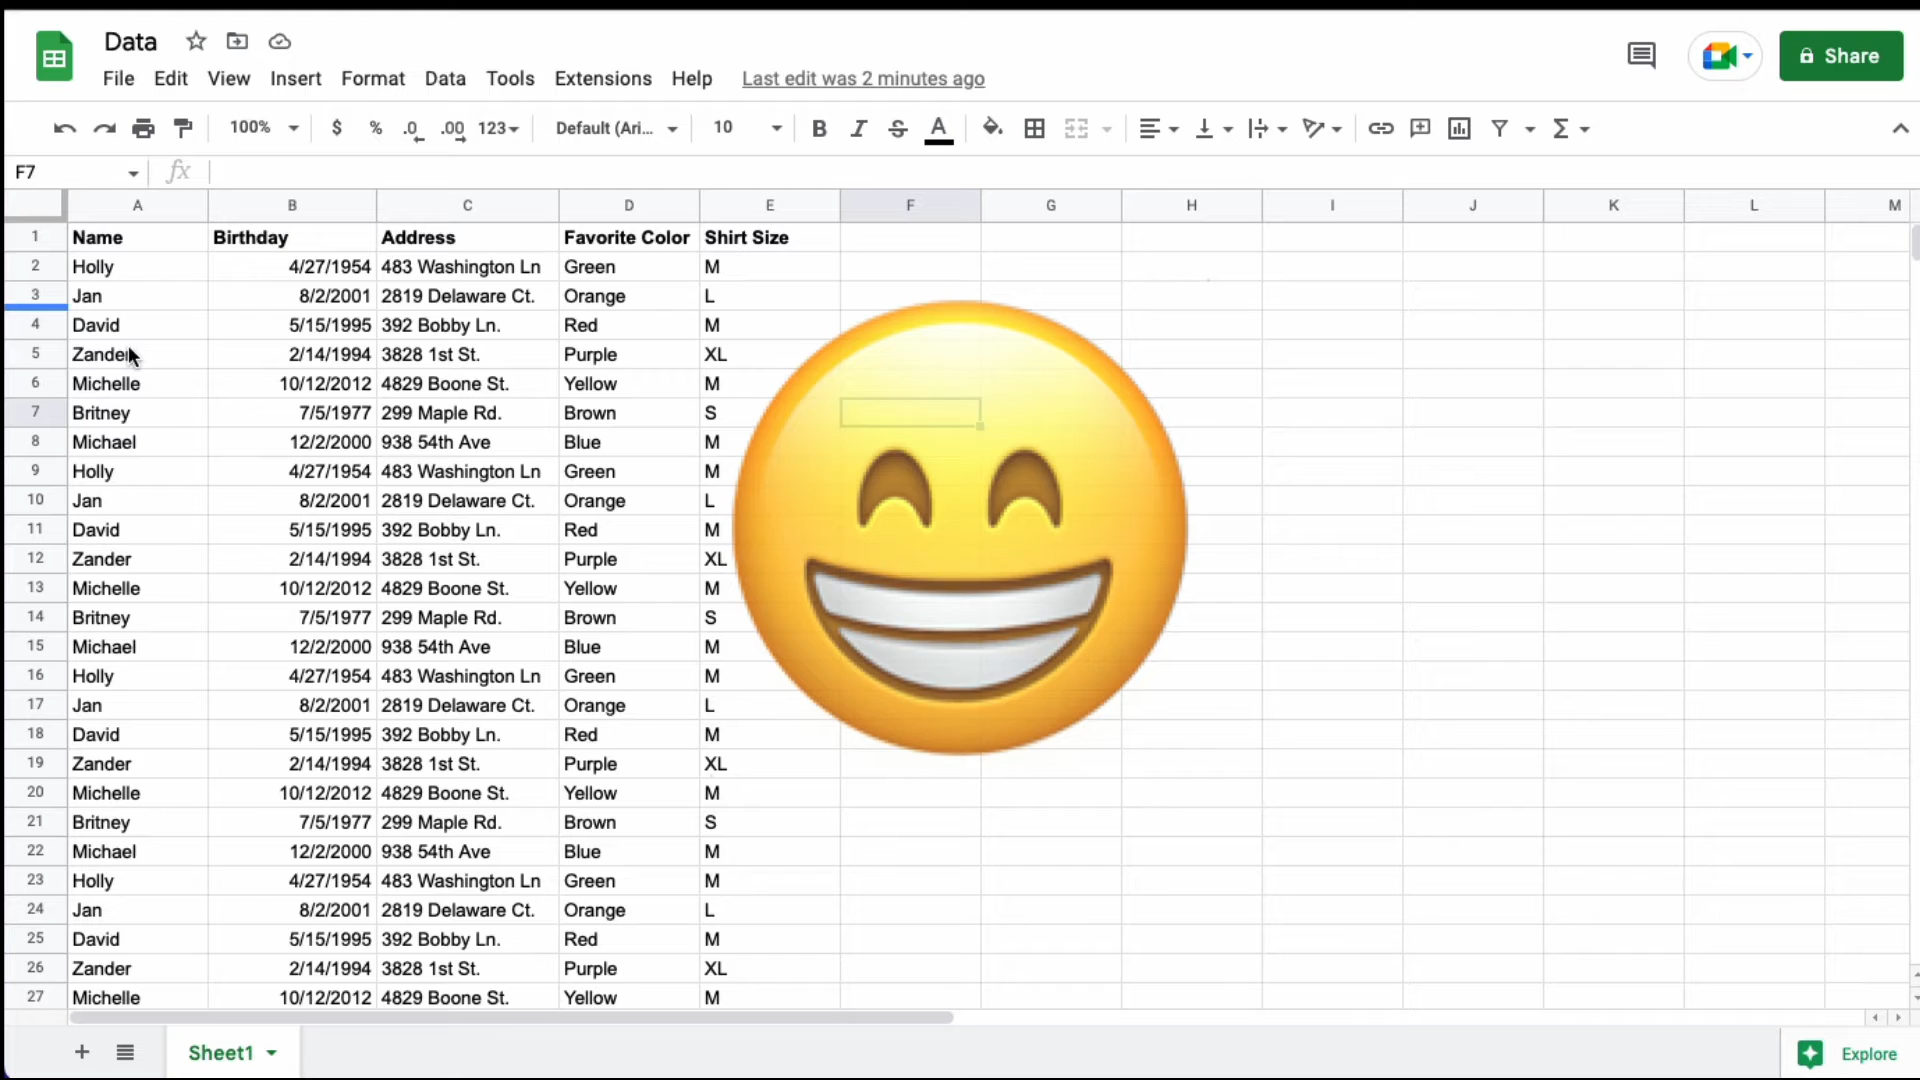 Data
File Edit View Insert Format Data Tools Extensions Help Last edit was 2 minutes ago
Share
100% $ % .0 .00 123 Default (Ari... 10 B I S A Σ
F7 fx
A B C D E F G H I J K L M
1 Name Birthday Address Favorite Color Shirt Size
2 Holly 4/27/1954 483 Washington Ln Green M
3 Jan 8/2/2001 2819 Delaware Ct. Orange L
4 David 5/15/1995 392 Bobby Ln. Red M
5 Zander 2/14/1994 3828 1st St. Purple XL
6 Michelle 10/12/2012 4829 Boone St. Yellow M
7 Britney 7/5/1977 299 Maple Rd. Brown S
8 Michael 12/2/2000 938 54th Ave Blue M
9 Holly 4/27/1954 483 Washington Ln Green M
10 Jan 8/2/2001 2819 Delaware Ct. Orange L
11 David 5/15/1995 392 Bobby Ln. Red M
12 Zander 2/14/1994 3828 1st St. Purple XL
13 Michelle 10/12/2012 4829 Boone St. Yellow M
14 Britney 7/5/1977 299 Maple Rd. Brown S
15 Michael 12/2/2000 938 54th Ave Blue M
16 Holly 4/27/1954 483 Washington Ln Green M
17 Jan 8/2/2001 2819 Delaware Ct. Orange L
18 David 5/15/1995 392 Bobby Ln. Red M
19 Zander 2/14/1994 3828 1st St. Purple XL
20 Michelle 10/12/2012 4829 Boone St. Yellow M
21 Britney 7/5/1977 299 Maple Rd. Brown S
22 Michael 12/2/2000 938 54th Ave Blue M
23 Holly 4/27/1954 483 Washington Ln Green M
24 Jan 8/2/2001 2819 Delaware Ct. Orange L
25 David 5/15/1995 392 Bobby Ln. Red M
26 Zander 2/14/1994 3828 1st St. Purple XL
27 Michelle 10/12/2012 4829 Boone St. Yellow M
+ Sheet1 Explore